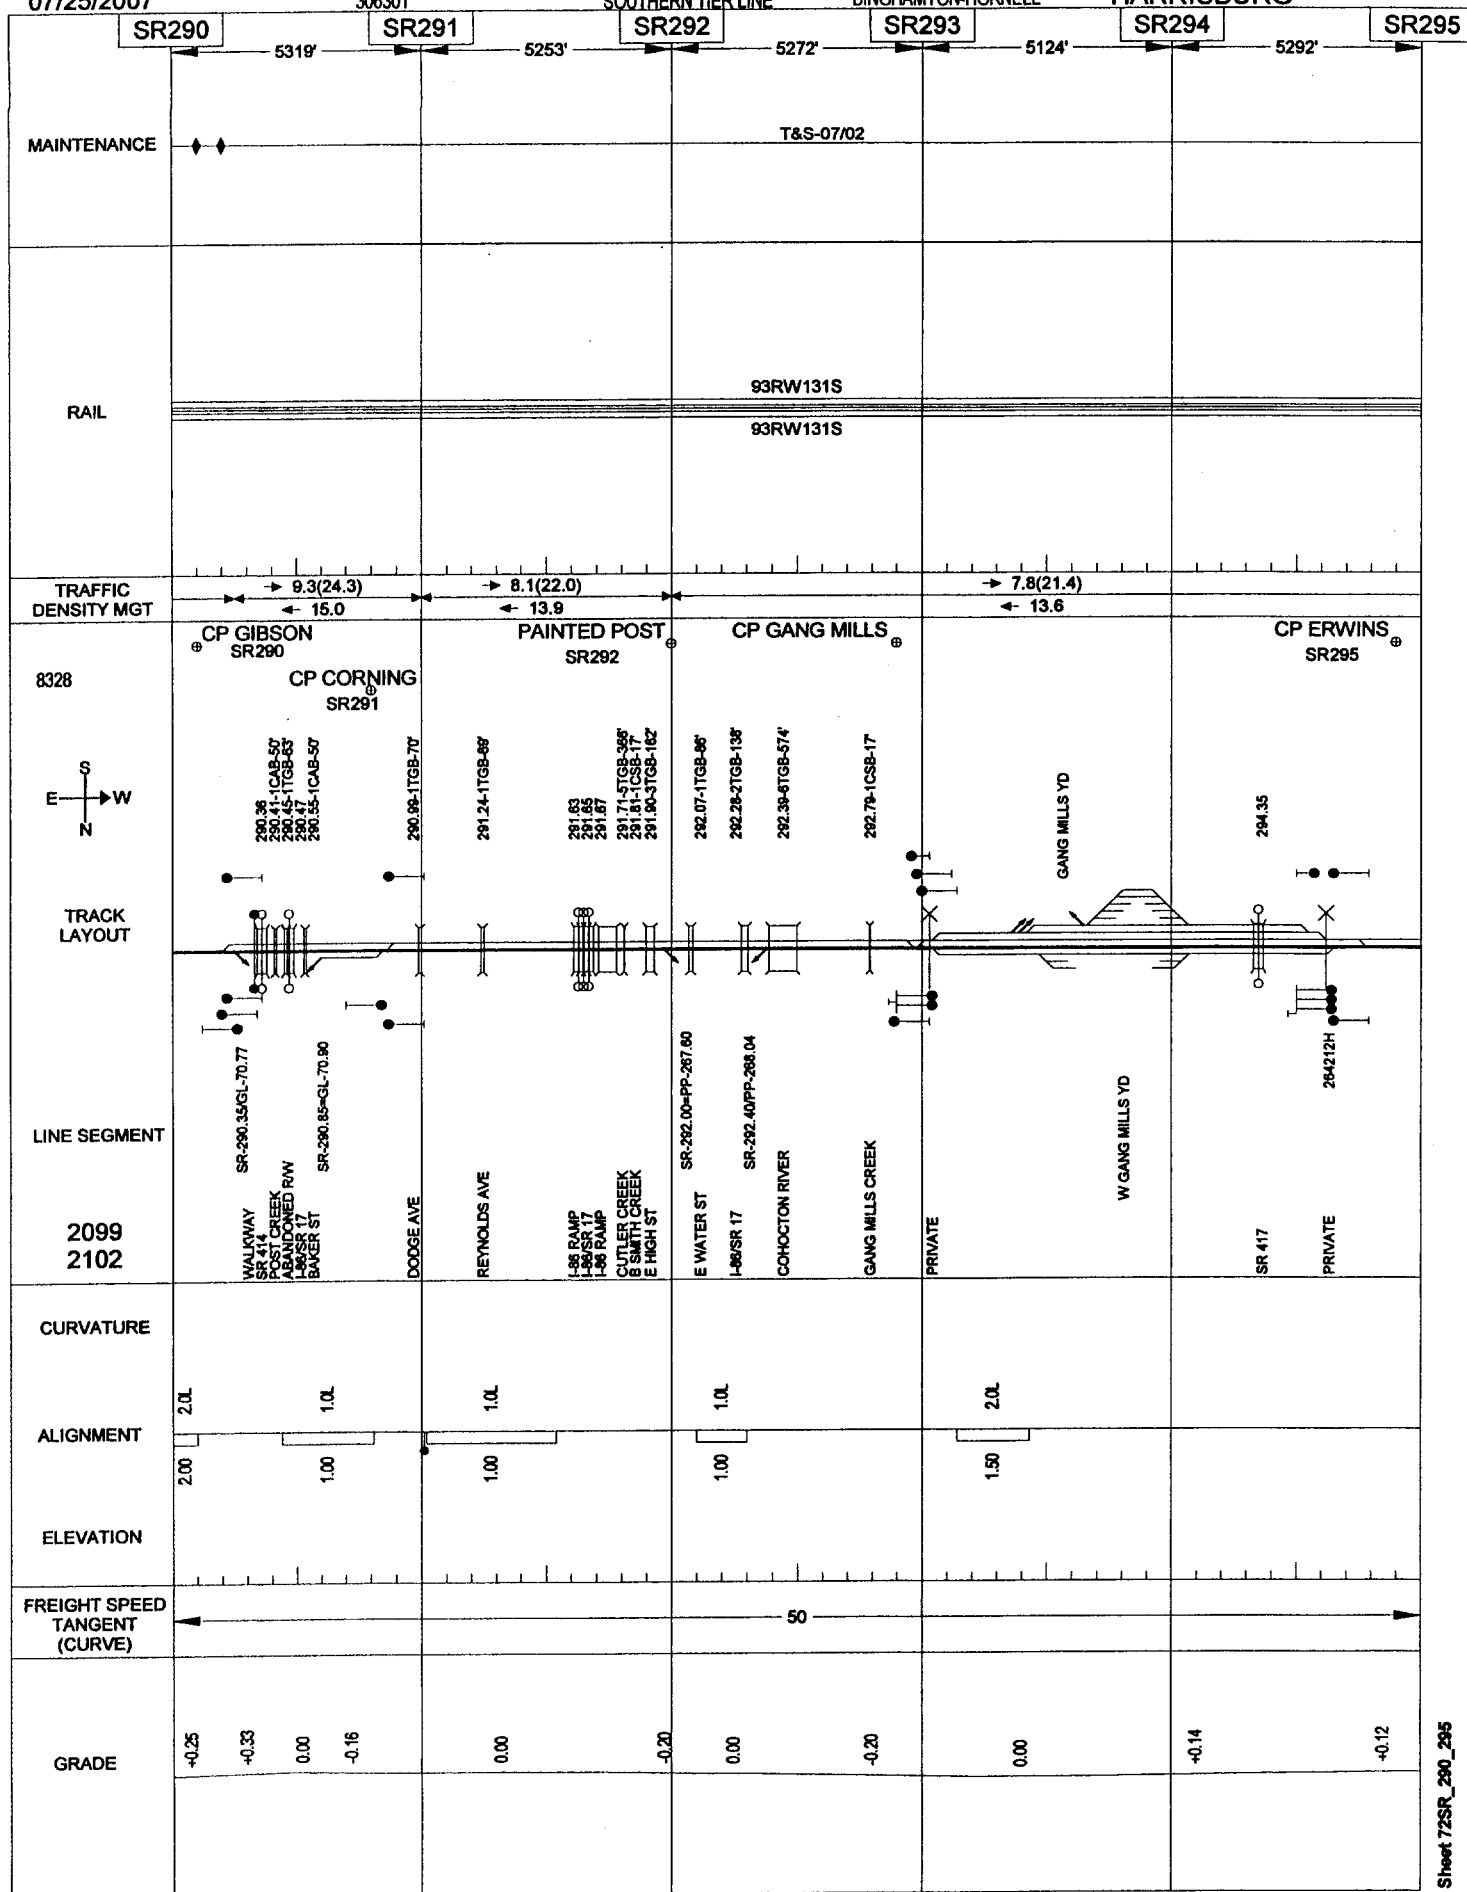 07/25/2007 306301 SOUTHERN TIER LINE BINGHAMTON-HORNELL HARRISBURG
SR290 SR291 SR292 SR293 SR294 SR295
5319' 5253' 5272' 5124' 5292'
MAINTENANCE
T&S-07/02
RAIL
93RW131S
93RW131S
TRAFFIC
DENSITY MGT
9.3(24.3) 8.1(22.0) 7.8(21.4)
15.0 13.9 13.6
CP GIBSON
SR290
CP CORNING
SR291
PAINTED POST
SR292
CP GANG MILLS
CP ERWINS
SR295
8328
S
E W
N
290.36
290.41-1CAB-50'
290.45-1TGB-63'
290.47
290.55-1CAB-50'
290.99-1TGB-70'
291.24-1TGB-69'
291.63
291.65
291.67
291.71-5TGB-366'
291.81-1CSB-17'
291.90-3TGB-162'
292.07-1TGB-86'
292.28-2TGB-138'
292.39-6TGB-574'
292.79-1CSB-17'
GANG MILLS YD
294.35
TRACK
LAYOUT
SR-290.35/GL-70.77
SR-290.85=GL-70.90
SR-292.00=PP-267.60
SR-292.40/PP-268.04
W GANG MILLS YD
264212H
LINE SEGMENT
2099
2102
WALKWAY
SR 414
POST CREEK
ABANDONED R/W
I-86/SR 17
BAKER ST
DODGE AVE
REYNOLDS AVE
I-86 RAMP
I-86/SR 17
I-86 RAMP
CUTLER CREEK
B SMITH CREEK
E HIGH ST
E WATER ST
I-86/SR 17
COHOCTON RIVER
GANG MILLS CREEK
PRIVATE
SR 417
PRIVATE
CURVATURE
2.0L 1.0L 1.0L 1.0L 2.0L
ALIGNMENT
2.00 1.00 1.00 1.00 1.50
ELEVATION
FREIGHT SPEED
TANGENT
(CURVE)
50
GRADE
+0.25 +0.33 0.00 -0.16 0.00 -0.20 0.00 -0.20 0.00 +0.14 +0.12
Sheet 72SR_290_295